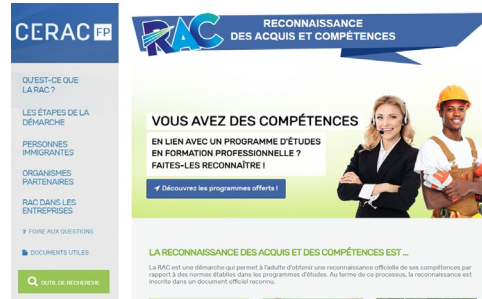 CERAC FP
QU'EST-CE QUE
LA RAC ?
LES ÉTAPES DE LA
DÉMARCHE
PERSONNES
IMMIGRANTES
ORGANISMES
PARTENAIRES
RAC DANS LES
ENTREPRISES
? FOIRE AUX QUESTIONS
DOCUMENTS UTILES
OUTIL DE RECHERCHE
RAC
RECONNAISSANCE
DES ACQUIS ET COMPÉTENCES
VOUS AVEZ DES COMPÉTENCES
EN LIEN AVEC UN PROGRAMME D'ÉTUDES
EN FORMATION PROFESSIONNELLE ?
FAITES-LES RECONNAÎTRE !
Découvrez les programmes offerts !
LA RECONNAISSANCE DES ACQUIS ET DES COMPÉTENCES EST ...
La RAC est une démarche qui permet à l'adulte d'obtenir une reconnaissance officielle de ses compétences par
rapport à des normes établies dans les programmes d'études. Au terme de ce processus, la reconnaissance est
inscrite dans un document officiel reconnu.